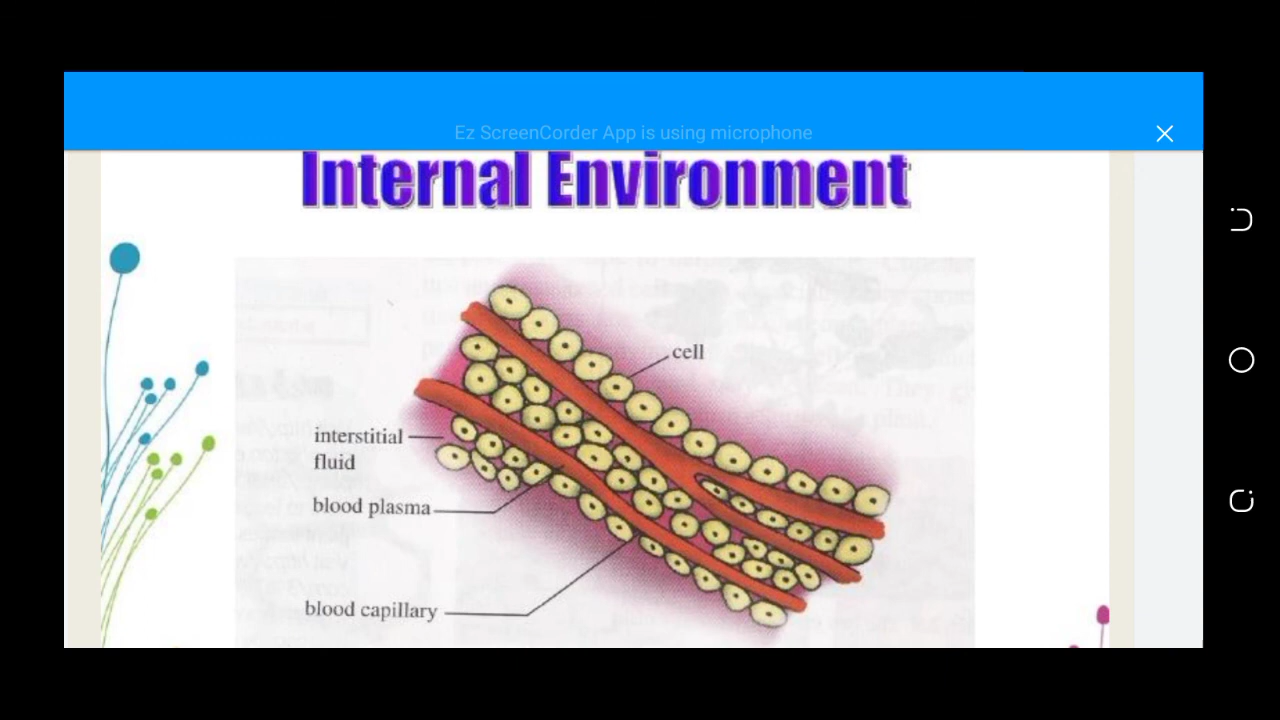 Ez ScreenCorder App is using microphone
Internal Environment
cell
interstitial
fluid
blood plasma
blood capillary